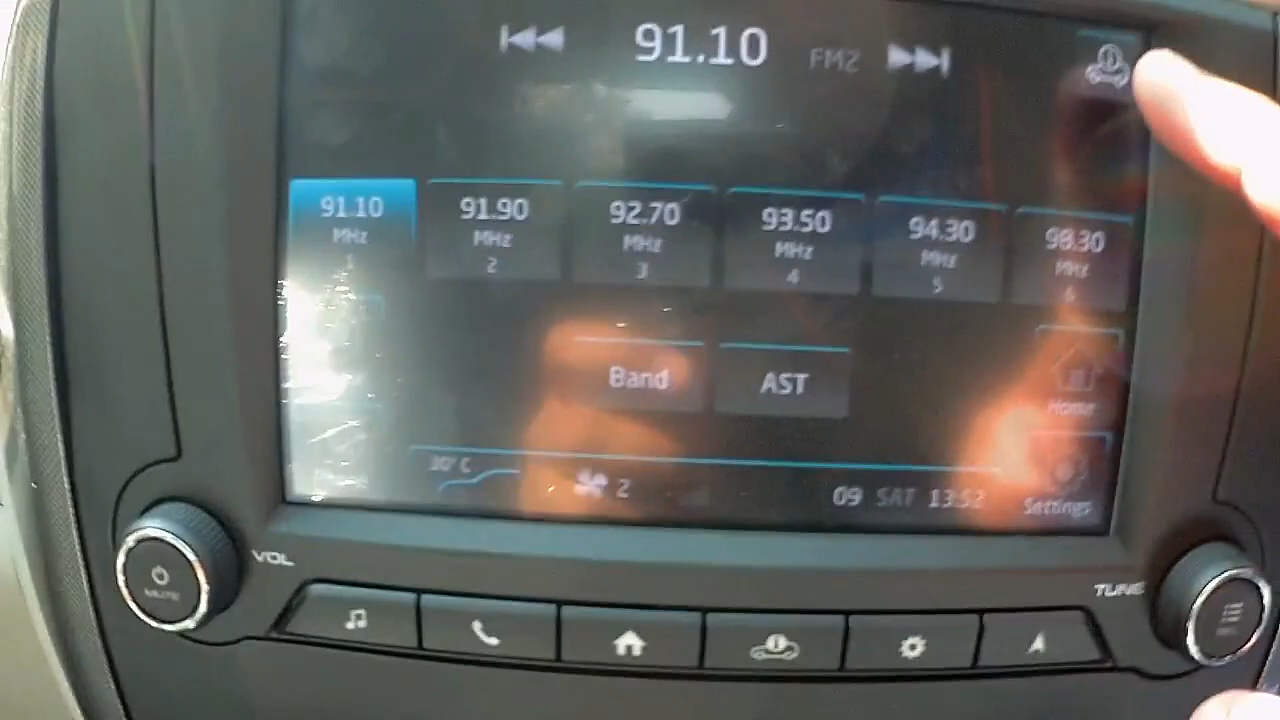 91.10 FM2
91.10 91.90 92.70 93.50 94.30 98.30
MHz MHz MHz MHz MHz MHz
1 2 3 4 5 6
Band AST
Home
30°C 2 09 SAT 13:52
Settings
VOL
TUNE
MUTE